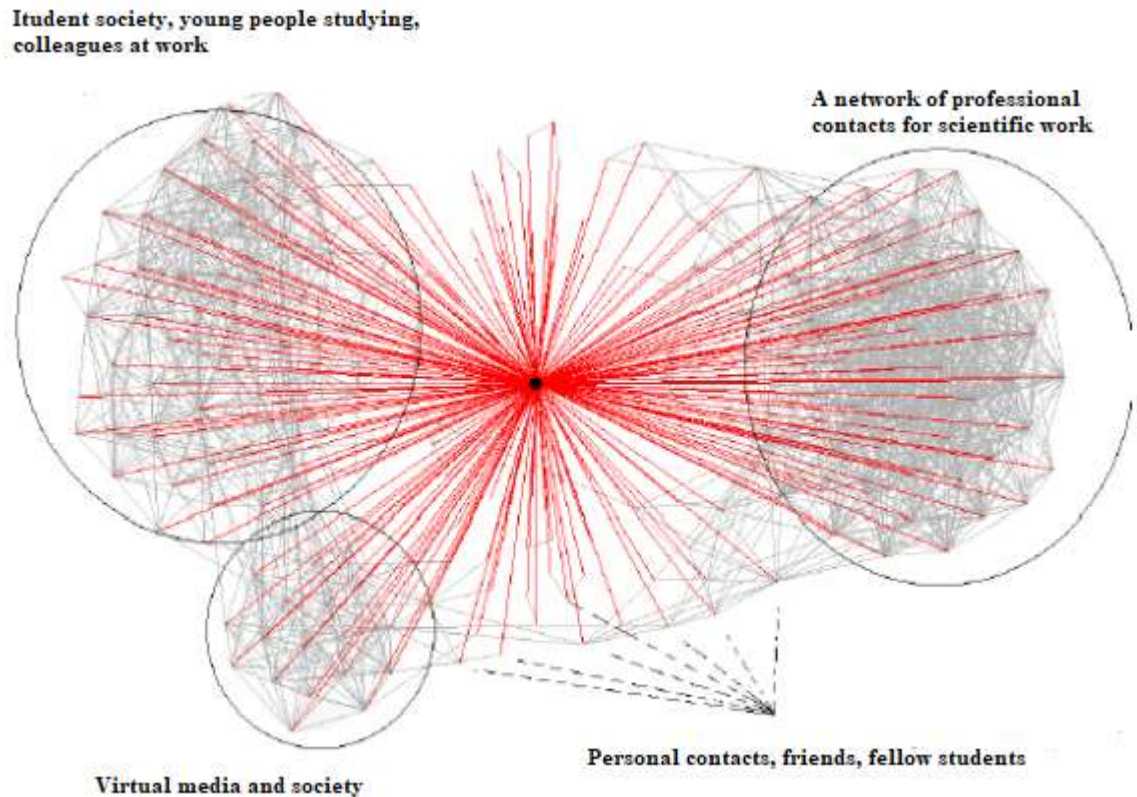 Itudent society, young people studying,
colleagues at work
A network of professional
contacts for scientific work
Personal contacts, friends, fellow students
Virtual media and society